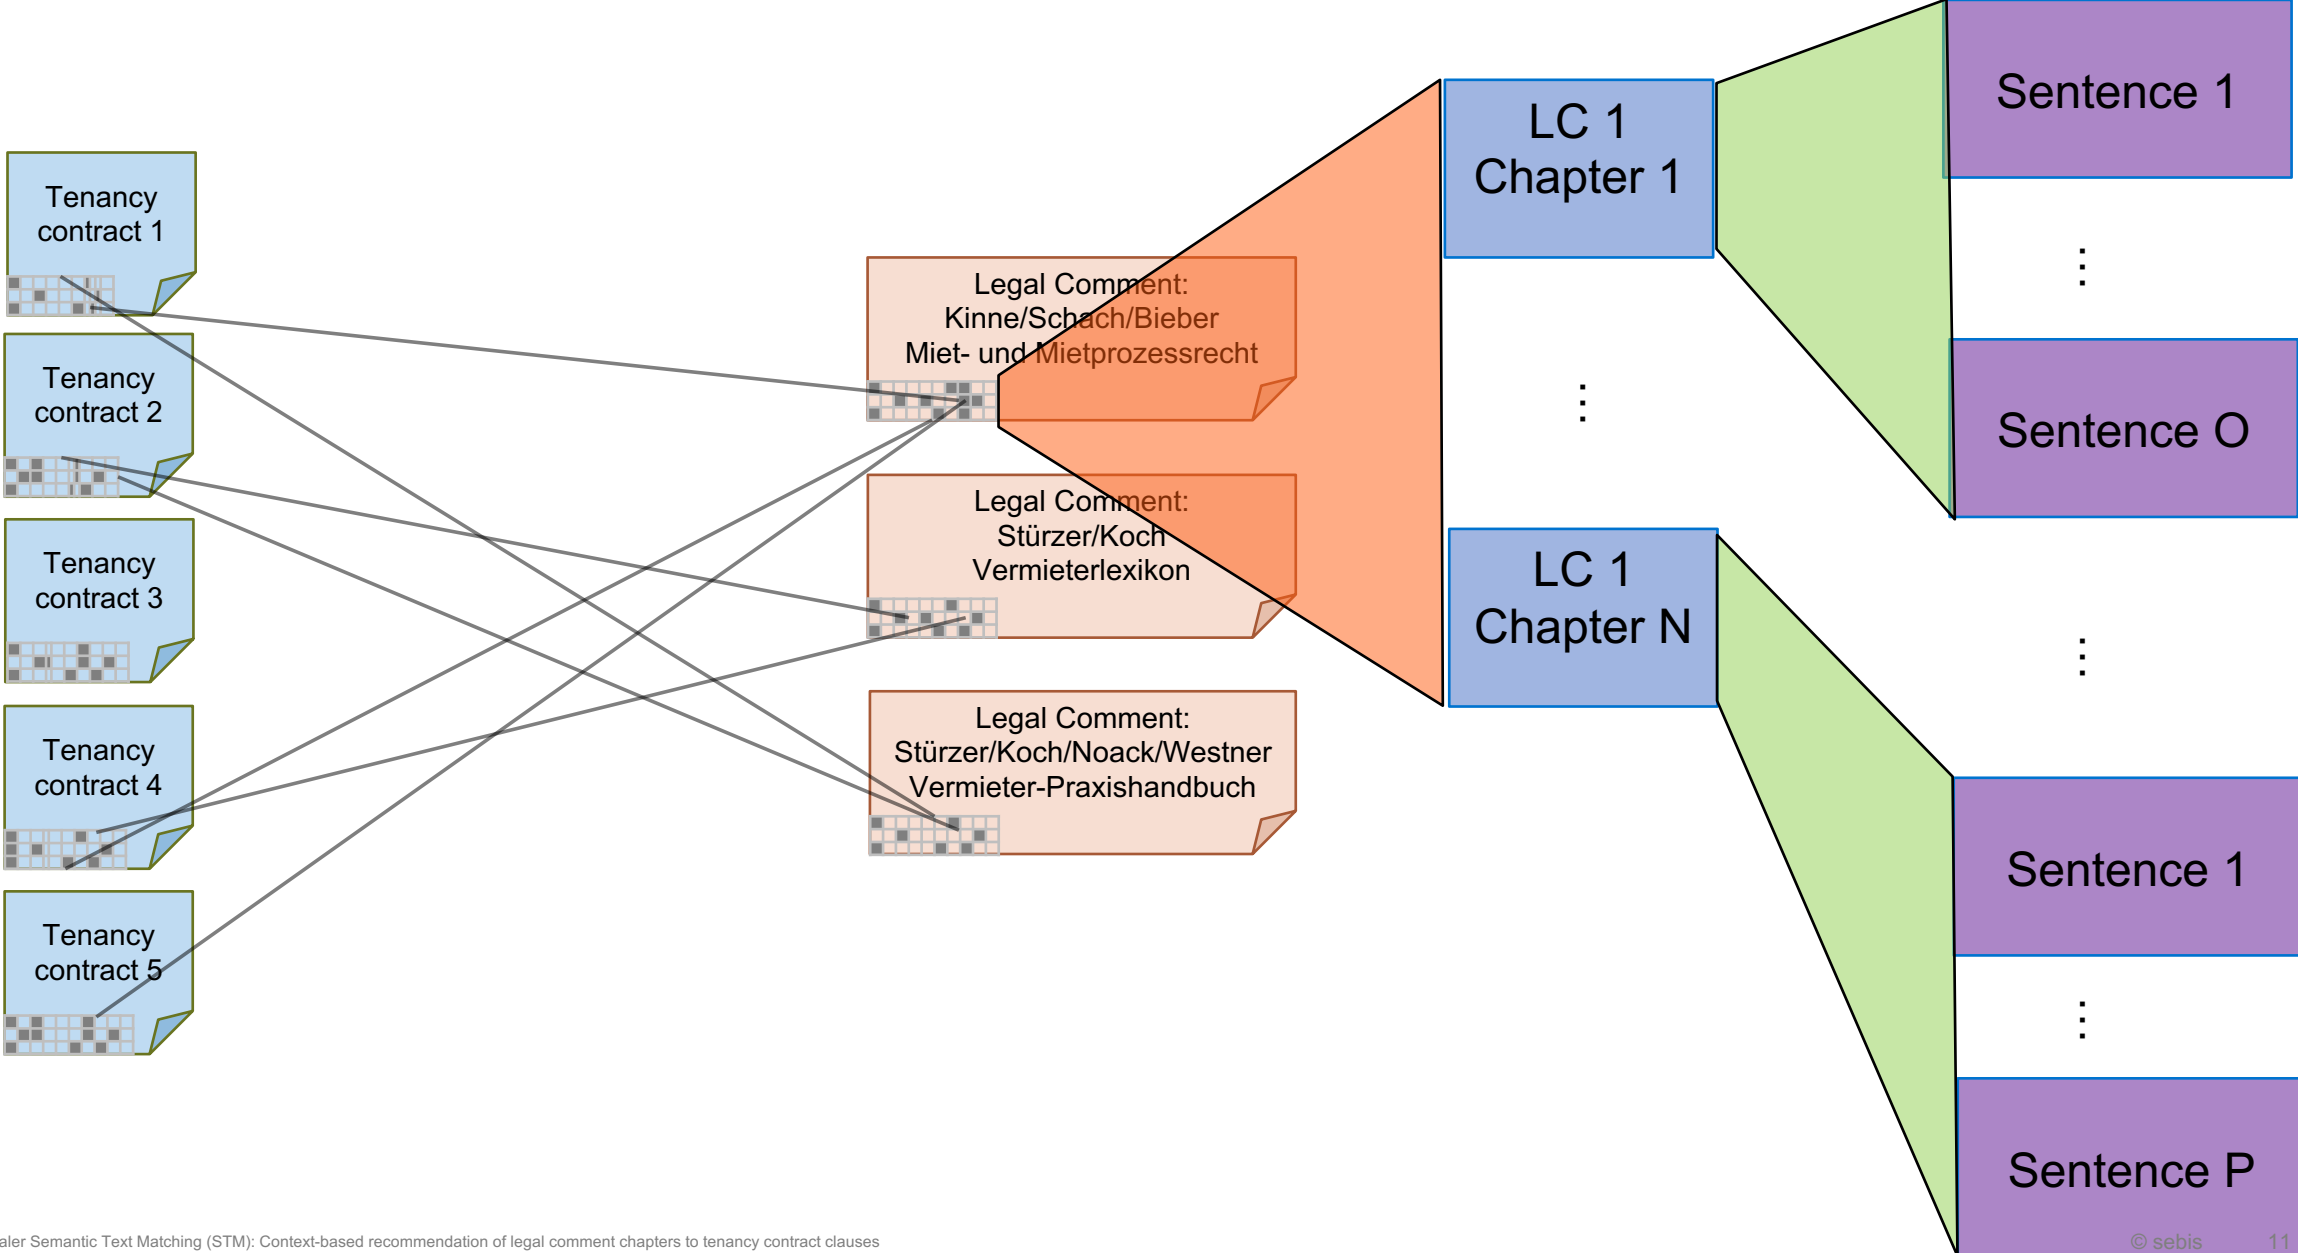 Tenancy
contract 1
Tenancy
contract 2
Tenancy
contract 3
Tenancy
contract 4
Tenancy
contract 5
Legal Comment:
Kinne/Schach/Bieber
Miet- und Mietprozessrecht
Legal Comment:
Stürzer/Koch
Vermieterlexikon
Legal Comment:
Stürzer/Koch/Noack/Westner
Vermieter-Praxishandbuch
LC 1
Chapter 1
⋮
LC 1
Chapter N
Sentence 1
⋮
Sentence O
⋮
Sentence 1
⋮
Sentence P
Semantic Text Matching (STM): Context-based recommendation of legal comment chapters to tenancy contract clauses
© sebis 11